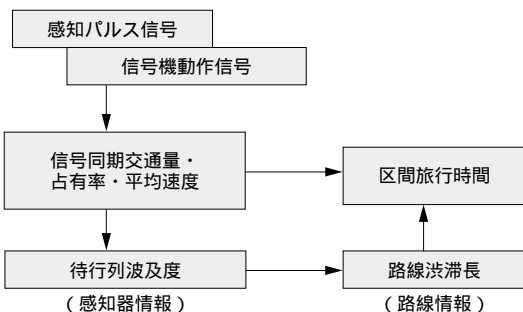 感知パルス信号
信号機動作信号
信号同期交通量・
占有率・平均速度
区間旅行時間
待行列波及度
路線渋滞長
(感知器情報)
(路線情報)